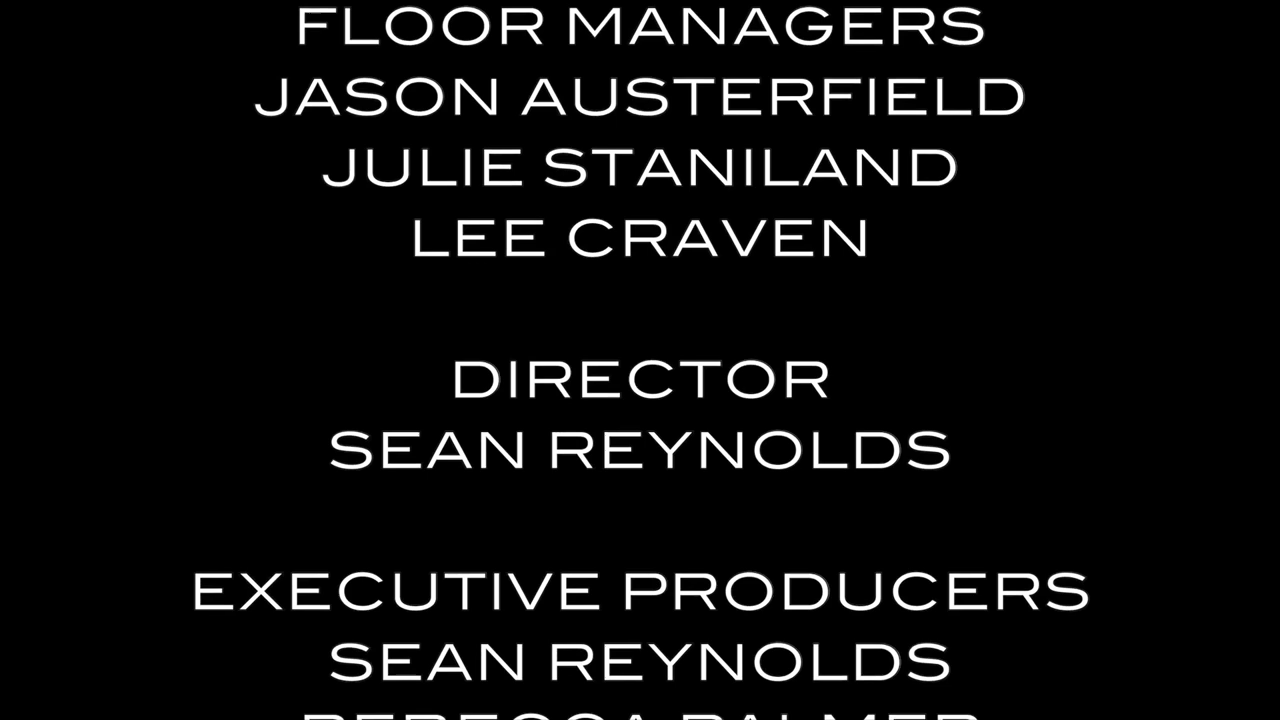 FLOOR MANAGERS
JASON AUSTERFIELD
JULIE STANILAND
LEE CRAVEN
DIRECTOR
SEAN REYNOLDS
EXECUTIVE PRODUCERS
SEAN REYNOLDS
REBECCA PALMER